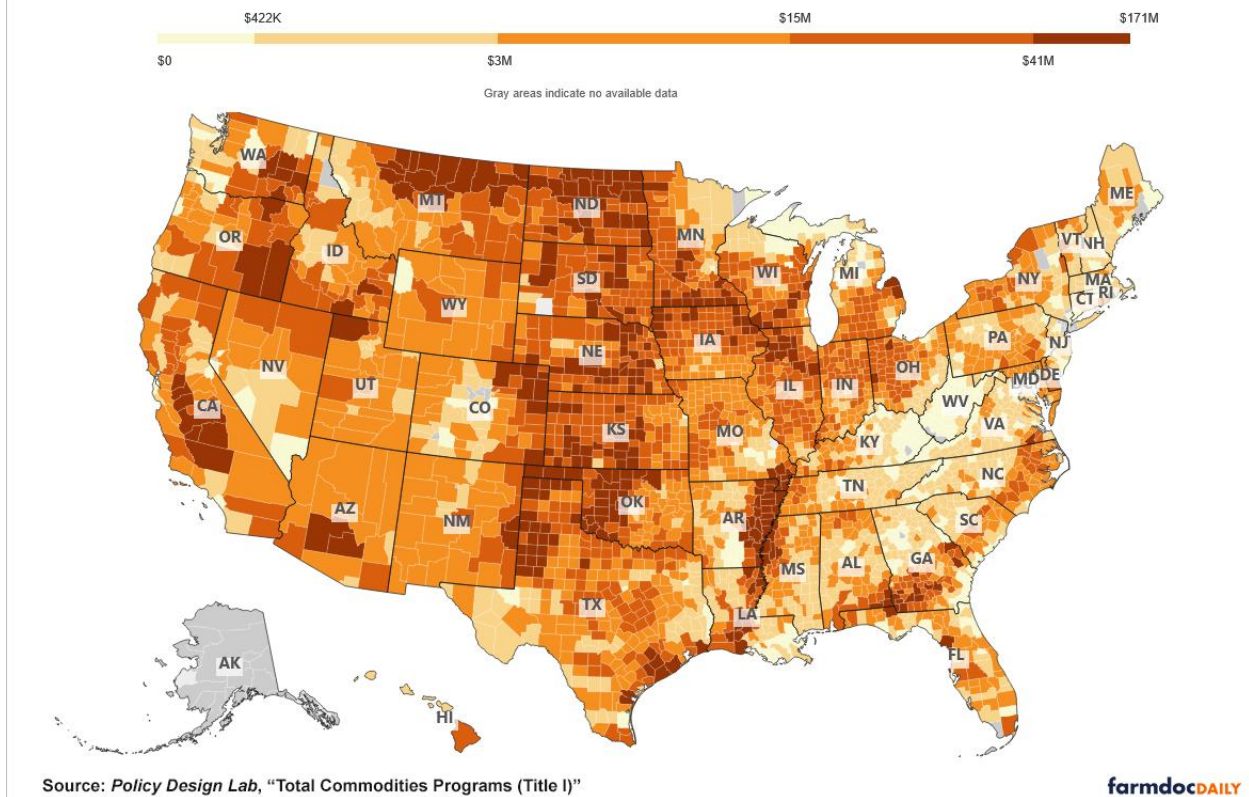 $422K $15M $171M
$0 $3M $41M
Gray areas indicate no available data
WA
MT
ND
MN
ME
OR
ID
SD
WI
MI
VT
NH
NY
MA
CT
RI
WY
NE
IA
PA
NJ
NV
UT
CO
CA
KS
MO
IL
IN
OH
MD
DE
WV
VA
KY
NC
TN
AZ
NM
OK
AR
SC
MS
AL
GA
TX
LA
FL
AK
HI
Source: Policy Design Lab, “Total Commodities Programs (Title I)”
farmdocDAILY